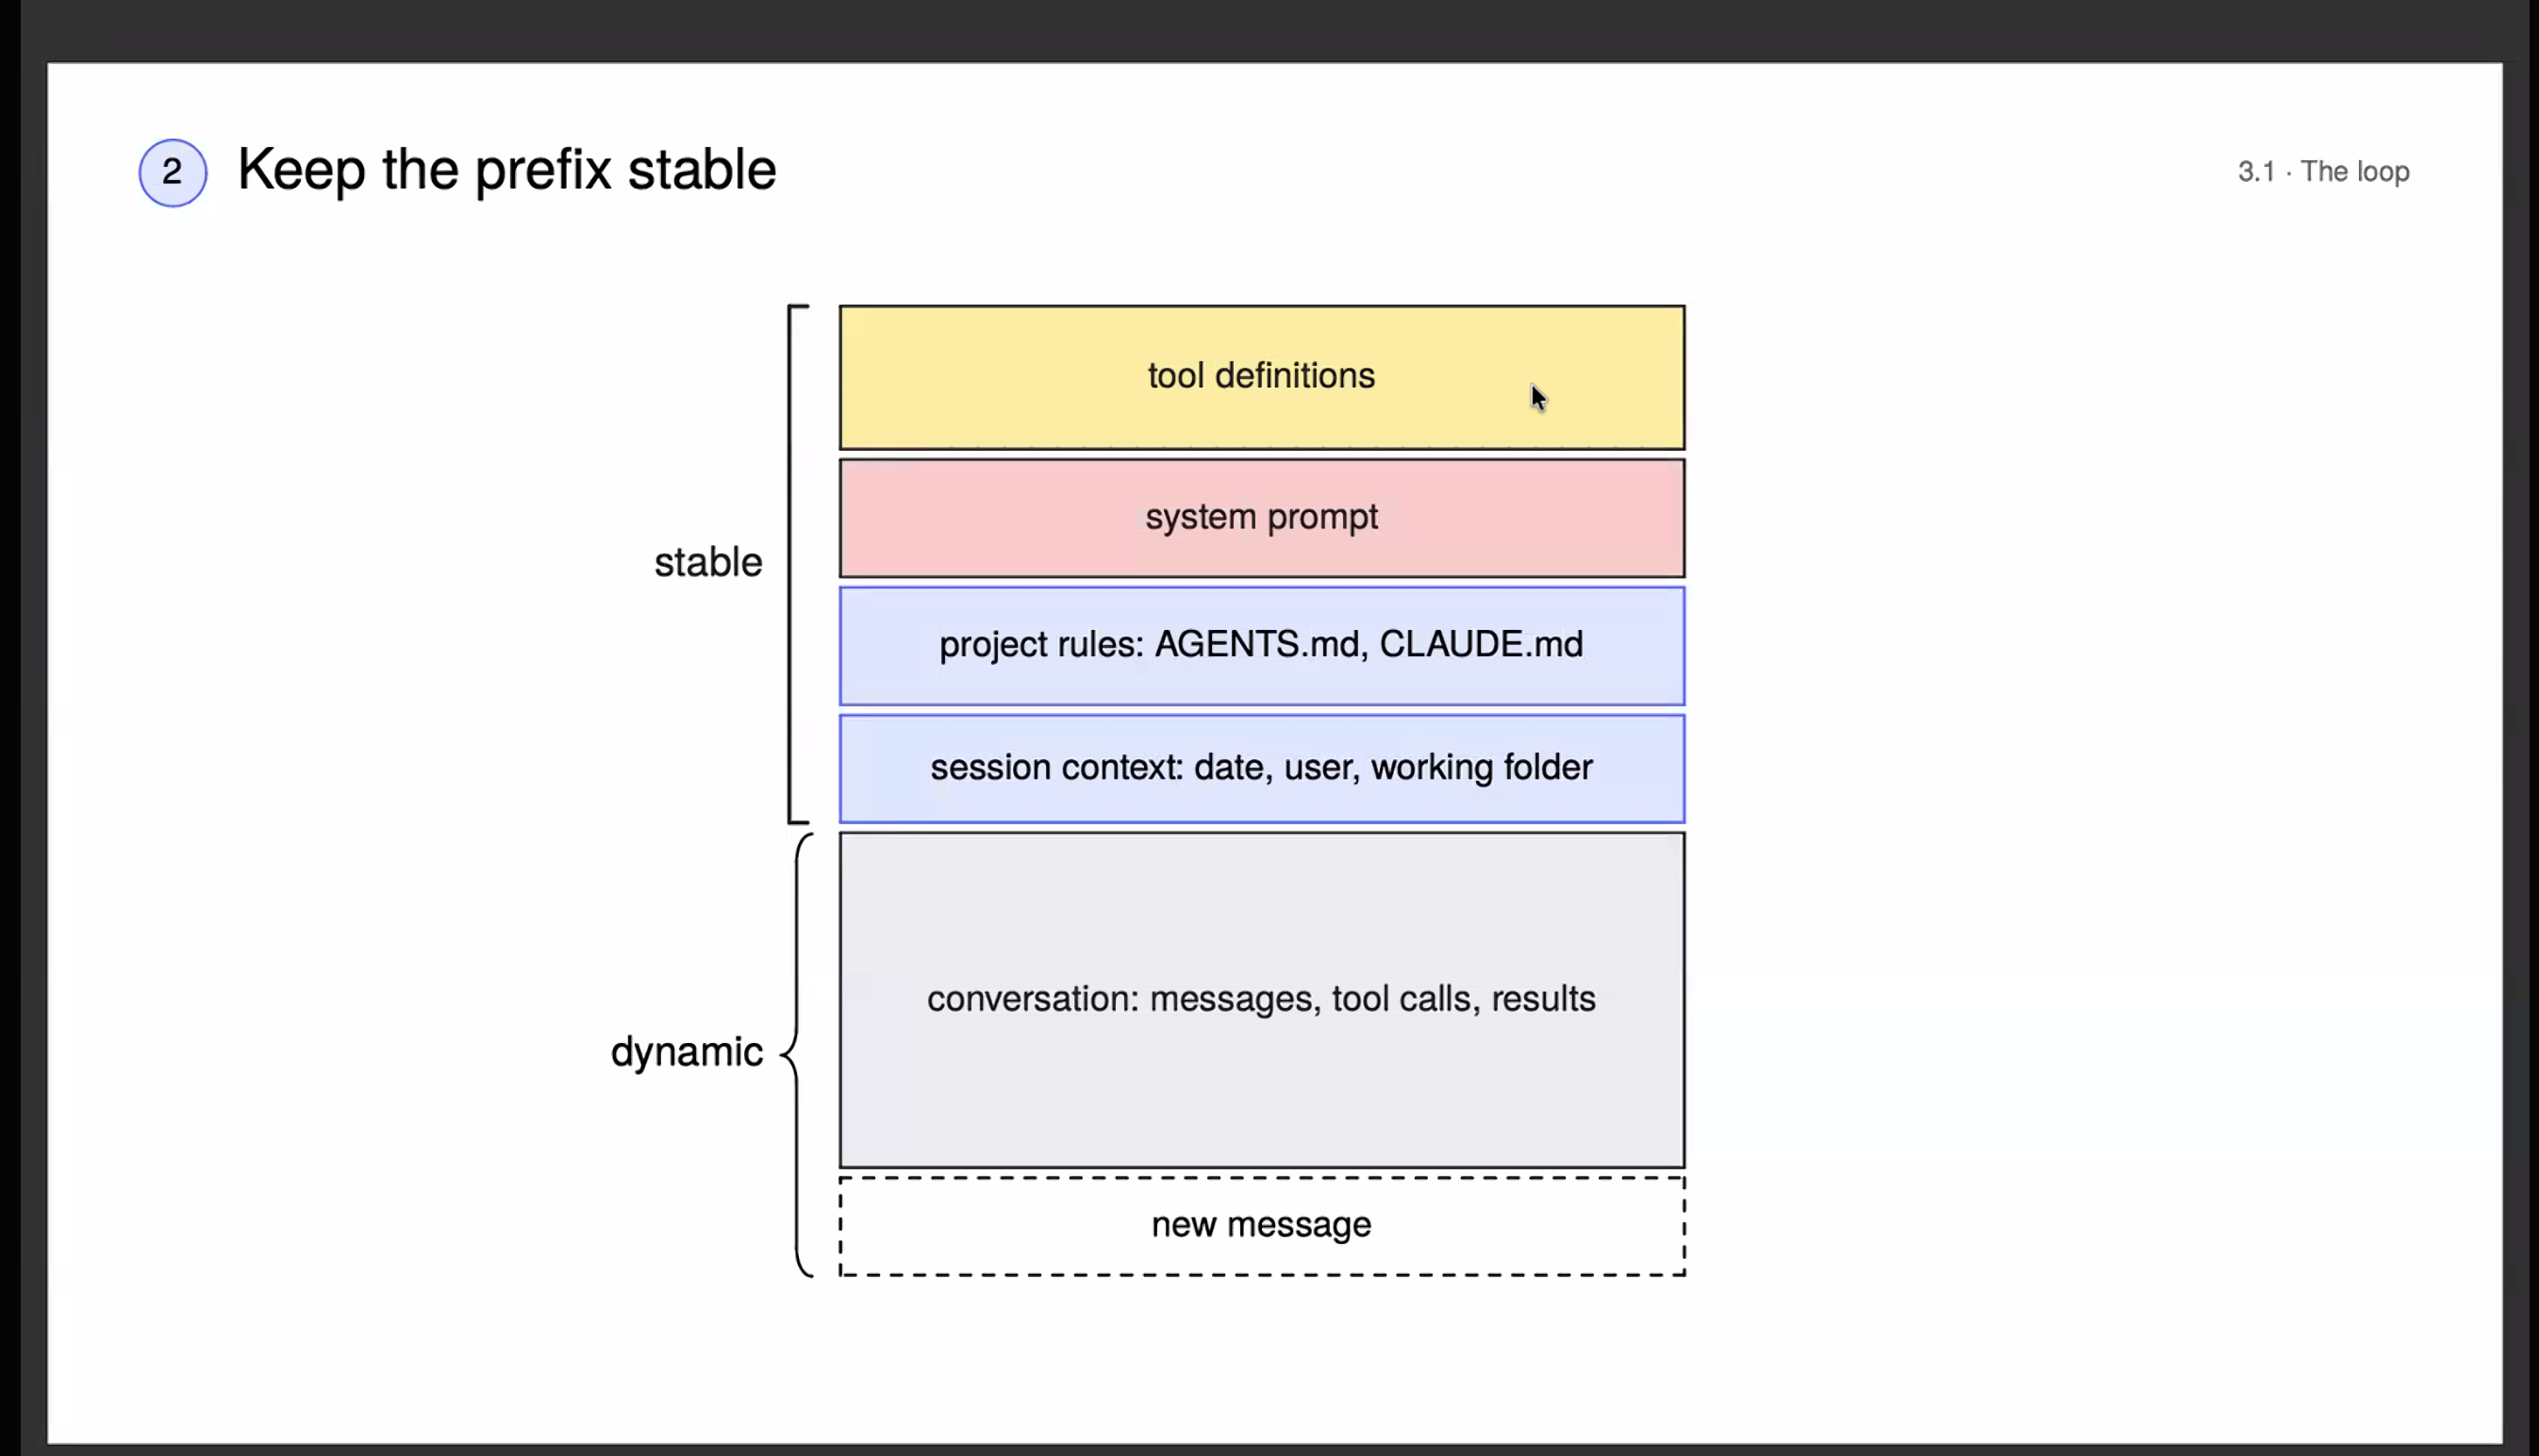 2 Keep the prefix stable
3.1 · The loop
tool definitions
system prompt
stable
project rules: AGENTS.md, CLAUDE.md
session context: date, user, working folder
conversation: messages, tool calls, results
dynamic
new message